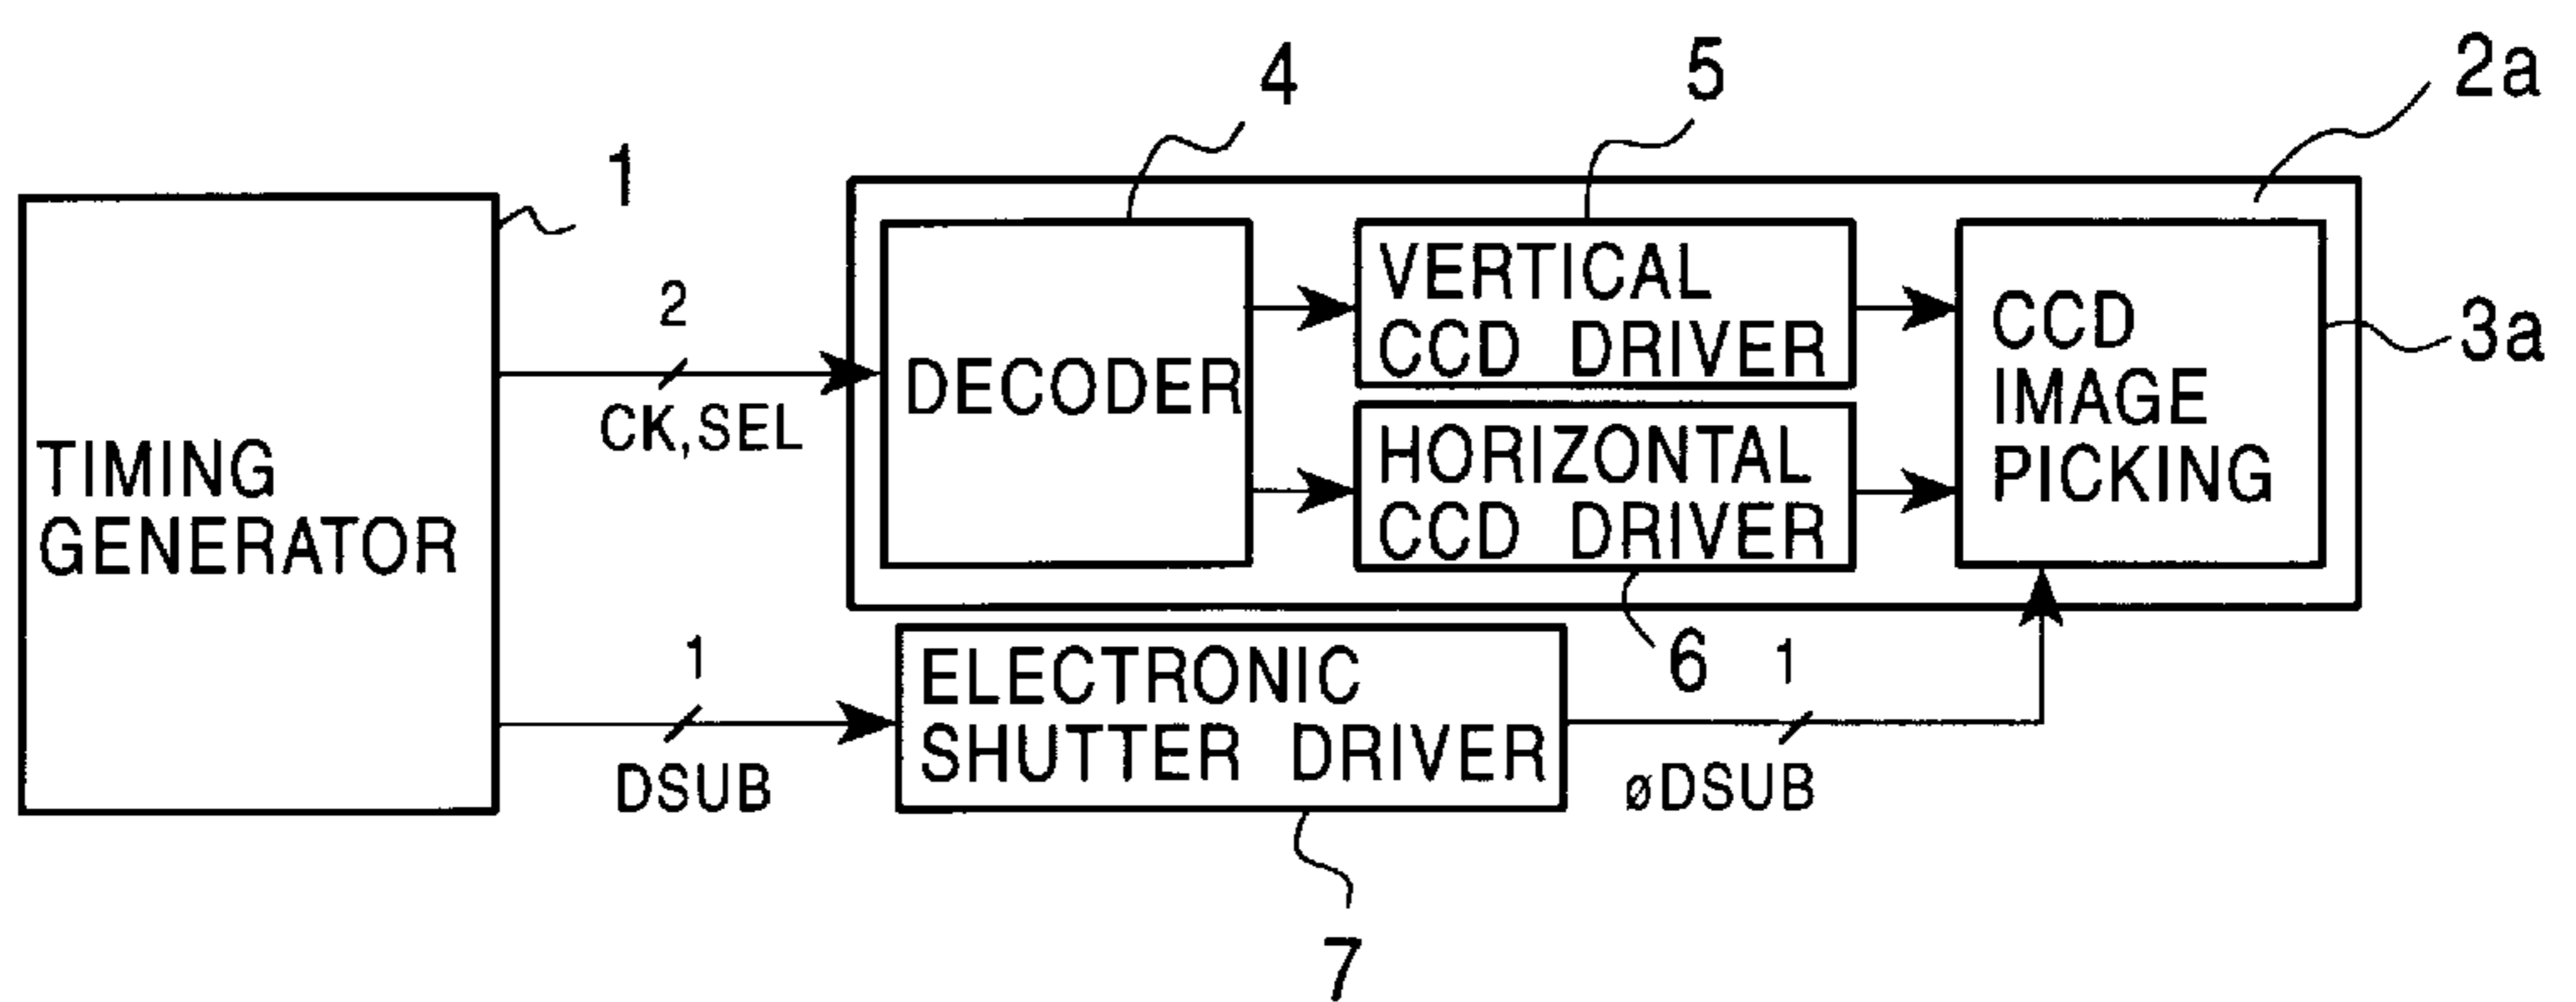 4
5
2a
1
TIMING
GENERATOR
2
CK,SEL
DECODER
VERTICAL
CCD DRIVER
HORIZONTAL
CCD DRIVER
CCD
IMAGE
PICKING
3a
6
1
DSUB
ELECTRONIC
SHUTTER DRIVER
1
øDSUB
7